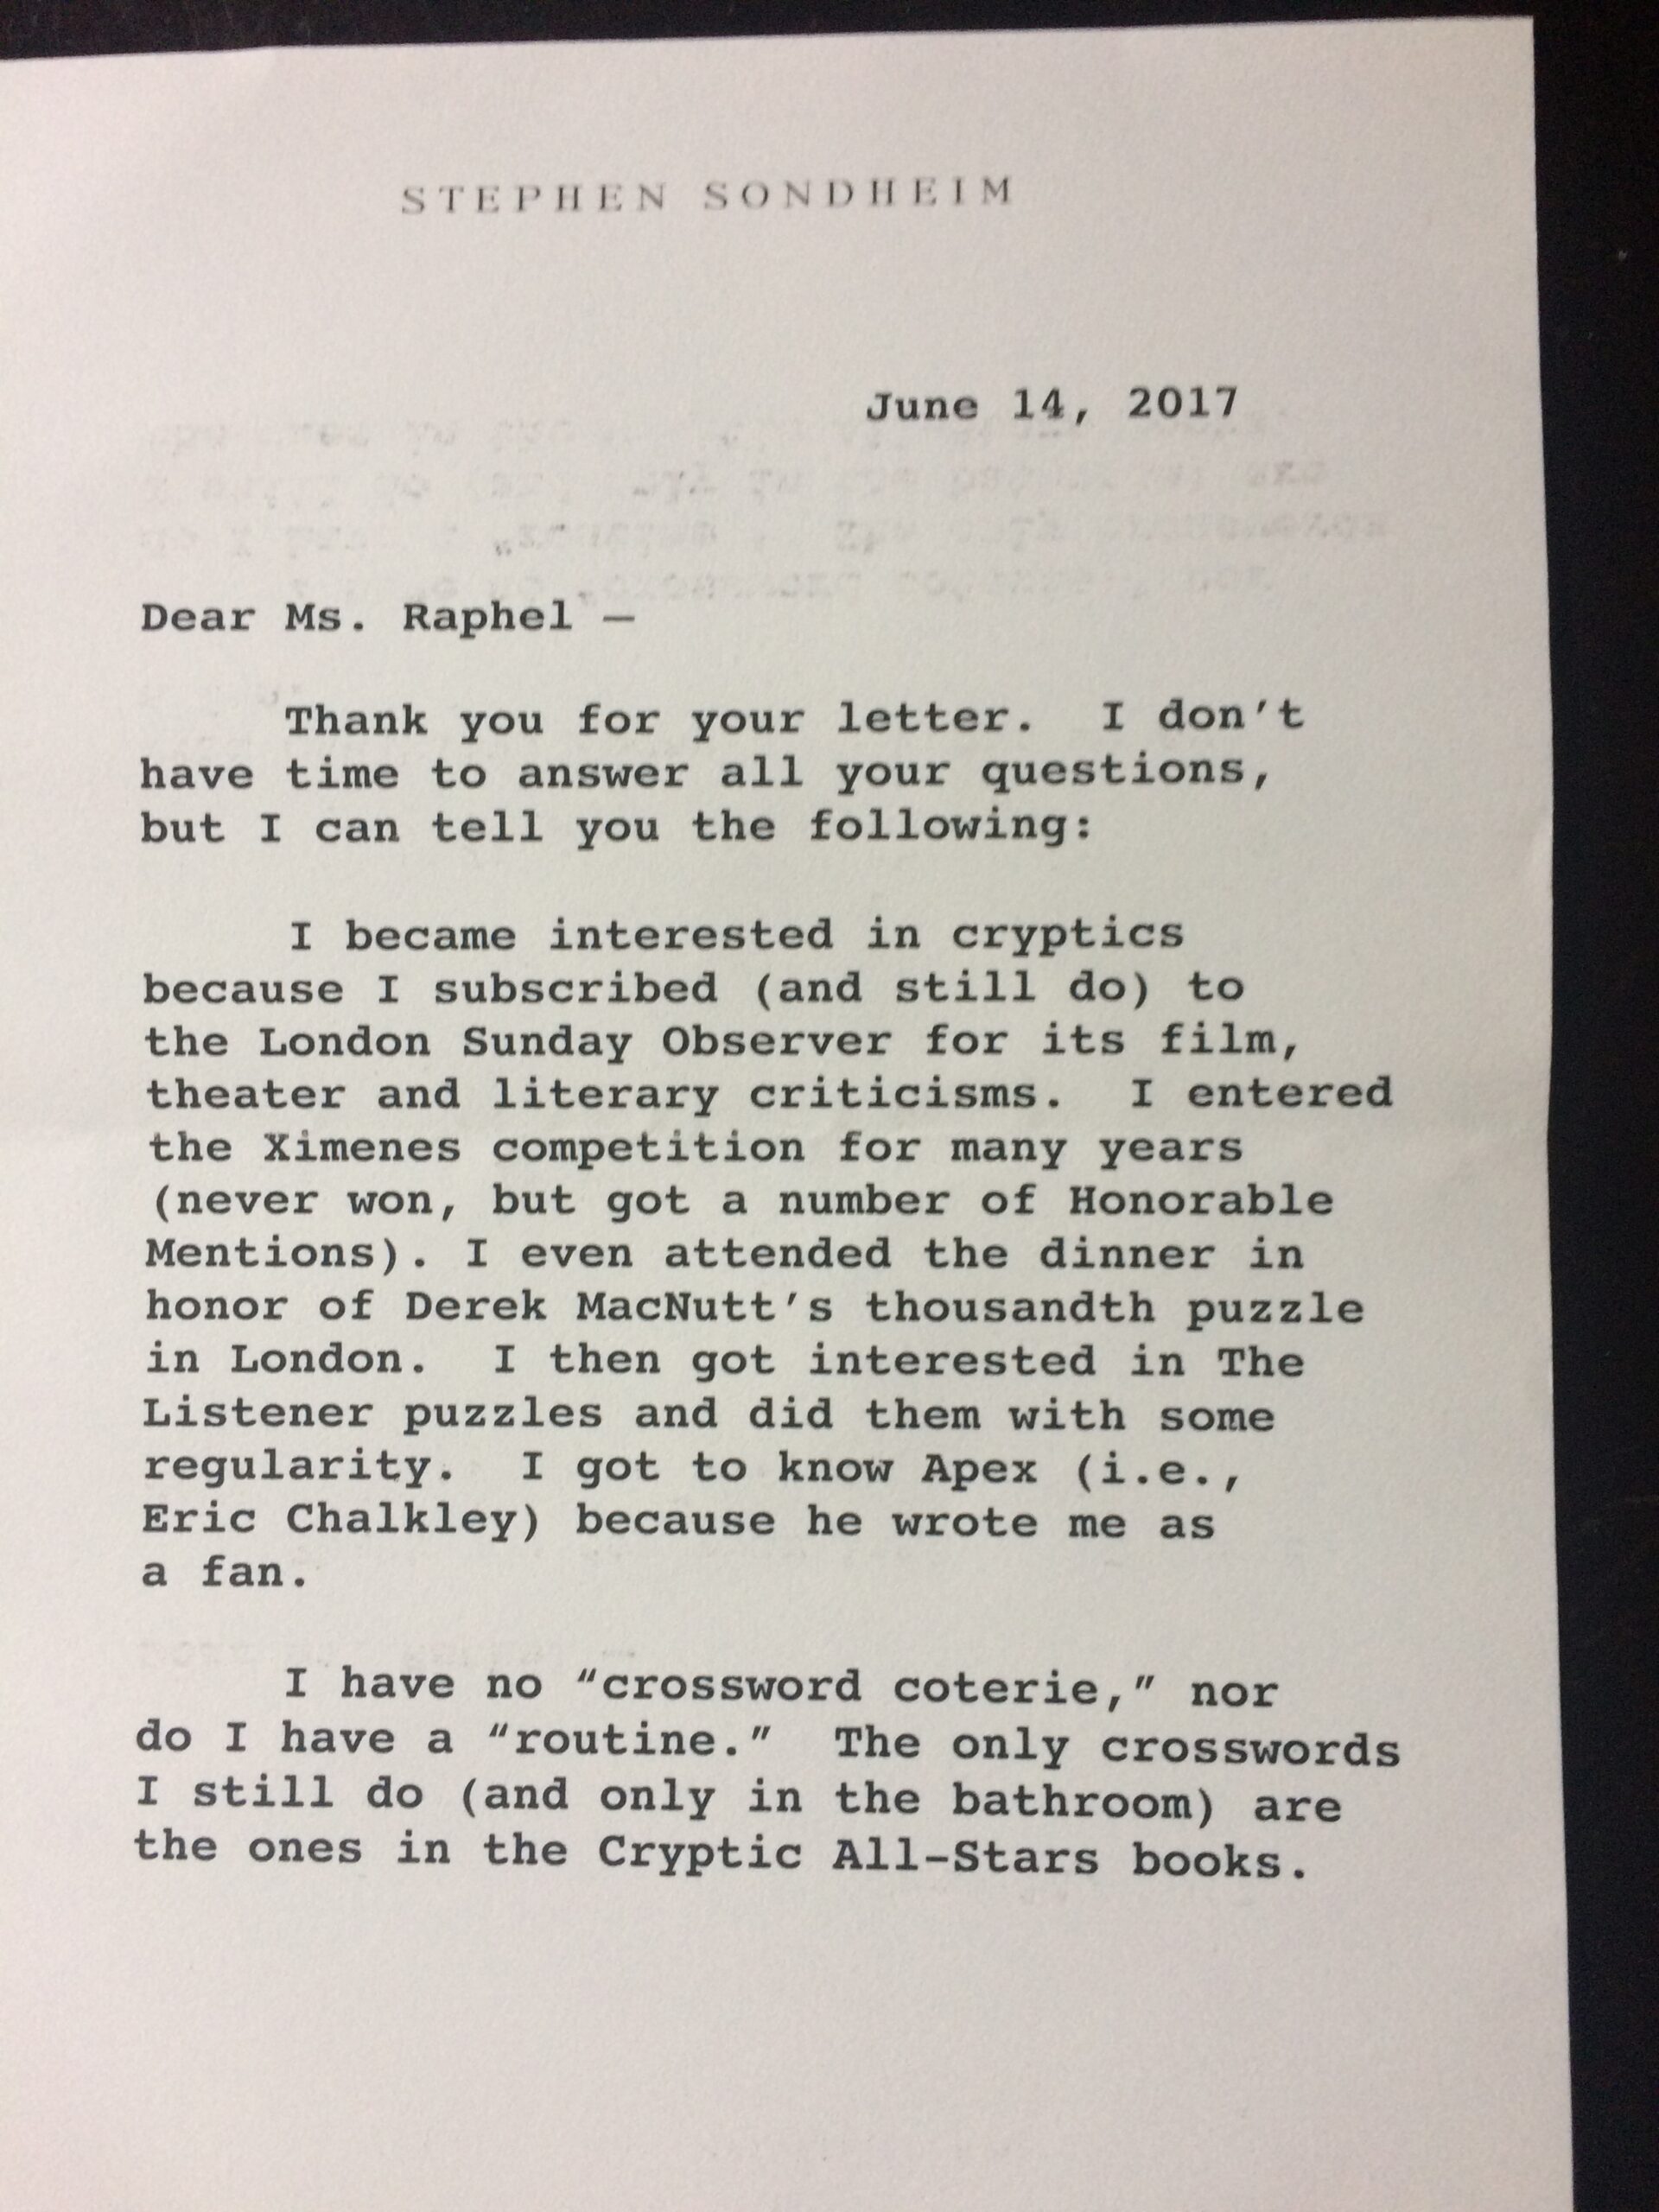 STEPHEN SONDHEIM
June 14, 2017
Dear Ms. Raphel —
Thank you for your letter.  I don't
have time to answer all your questions,
but I can tell you the following:
I became interested in cryptics
because I subscribed (and still do) to
the London Sunday Observer for its film,
theater and literary criticisms.  I entered
the Ximenes competition for many years
(never won, but got a number of Honorable
Mentions). I even attended the dinner in
honor of Derek MacNutt's thousandth puzzle
in London.  I then got interested in The
Listener puzzles and did them with some
regularity.  I got to know Apex (i.e.,
Eric Chalkley) because he wrote me as
a fan.
I have no “crossword coterie,” nor
do I have a “routine.”  The only crosswords
I still do (and only in the bathroom) are
the ones in the Cryptic All-Stars books.